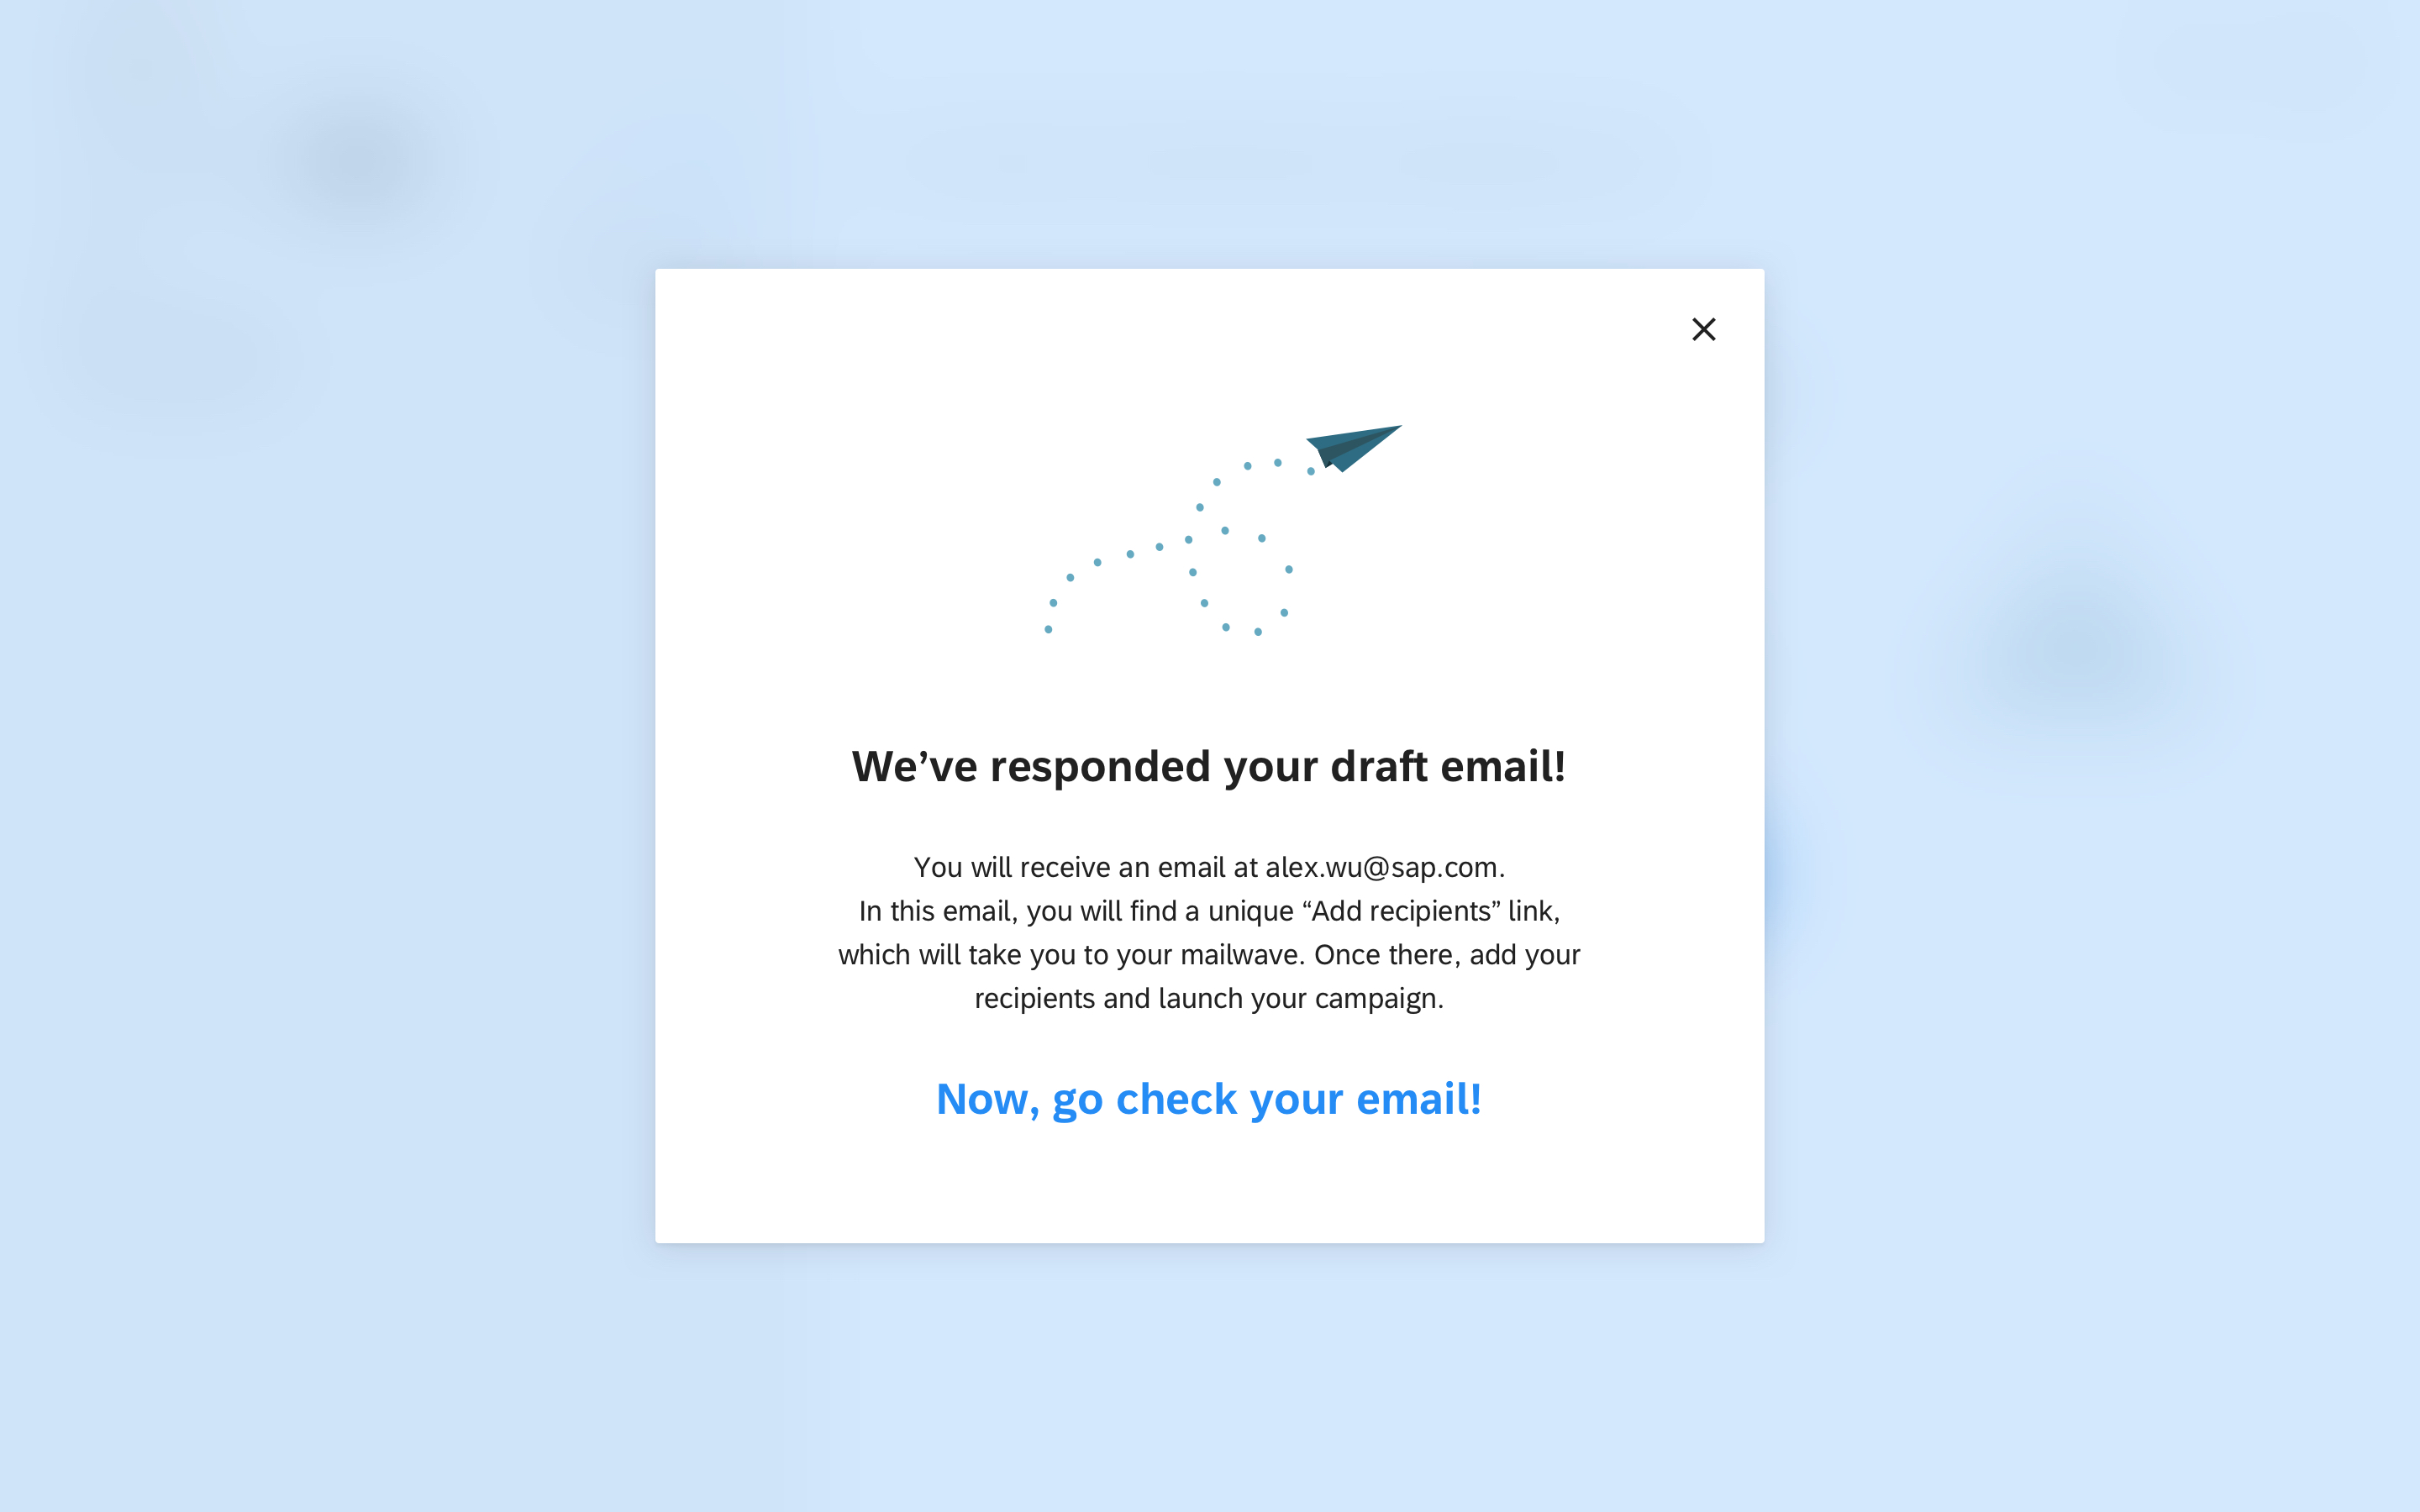 We’ve responded your draft email!
You will receive an email at alex.wu@sap.com.
In this email, you will find a unique “Add recipients” link,
which will take you to your mailwave. Once there, add your
recipients and launch your campaign.
Now, go check your email!